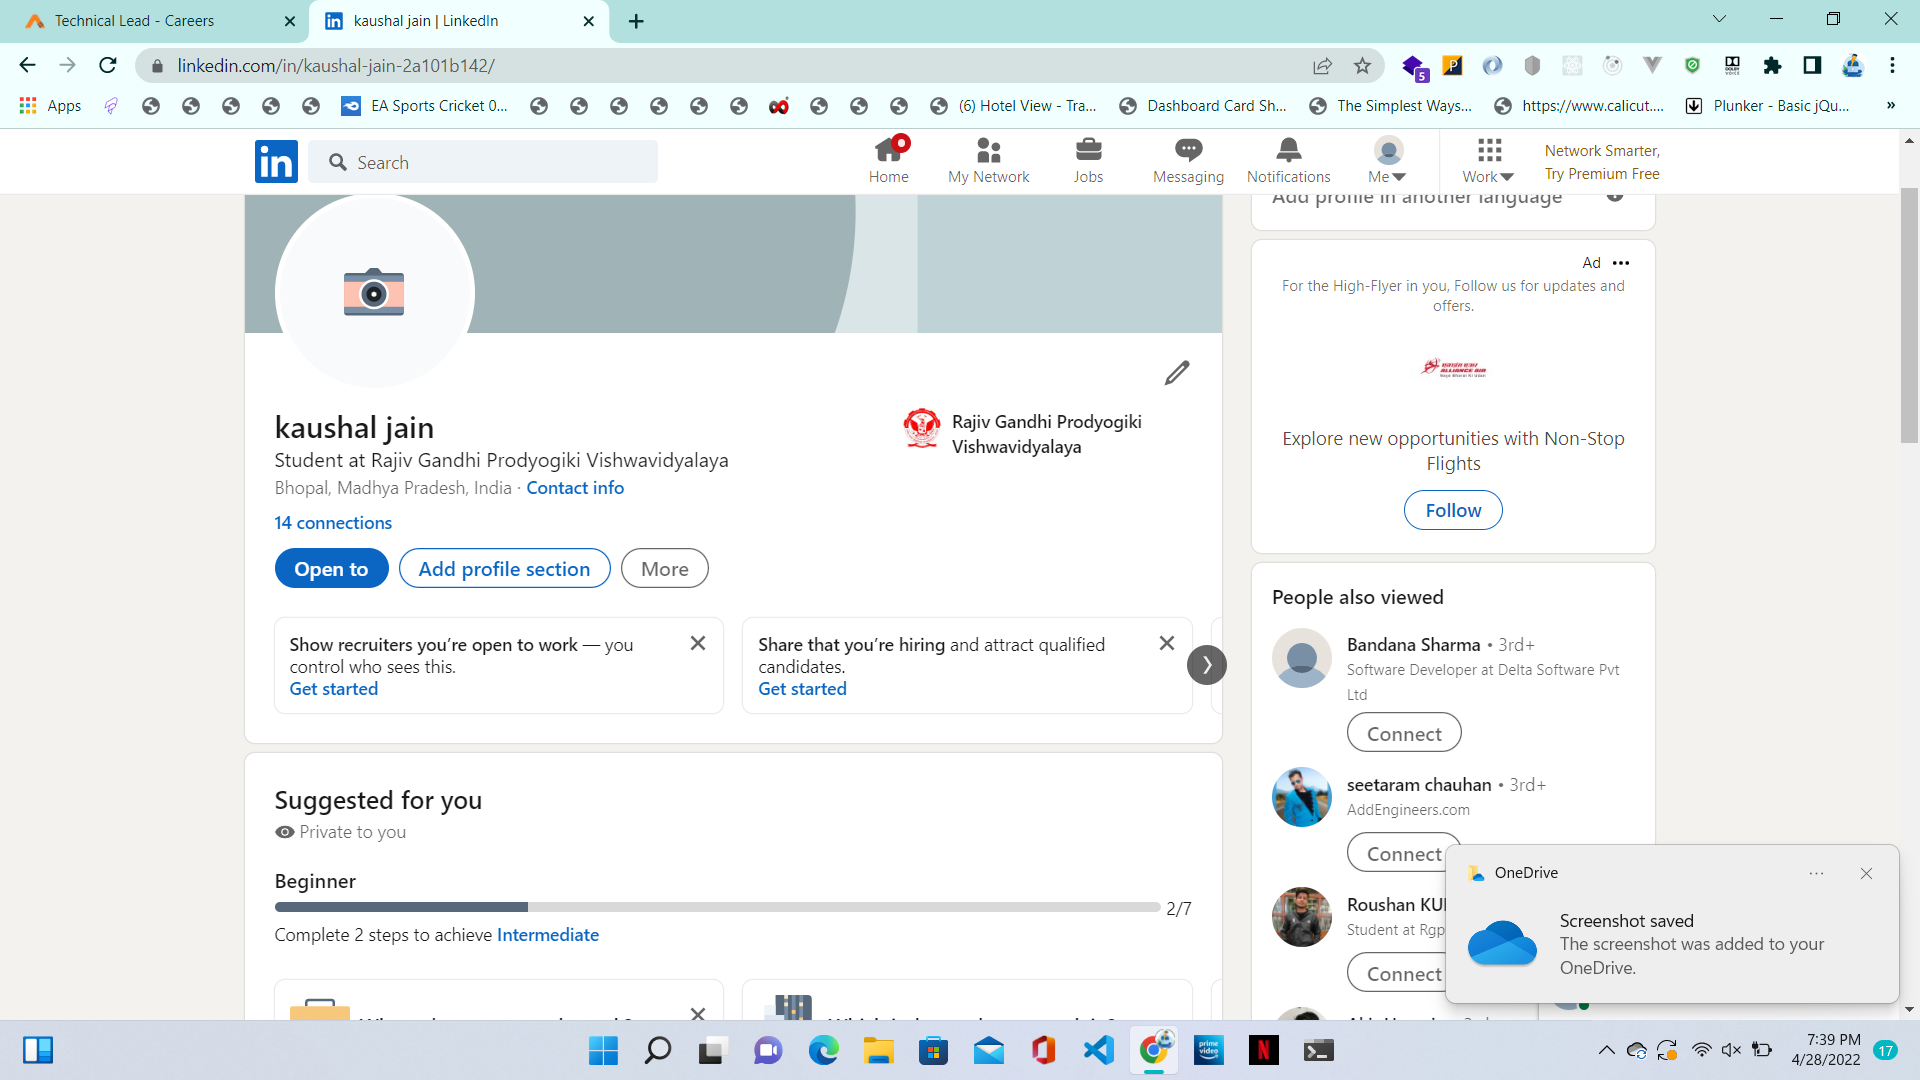 Technical Lead - Careers
kaushal jain | LinkedIn
linkedin.com/in/kaushal-jain-2a101b142/
5
Apps
EA Sports Cricket 0...
(6) Hotel View - Tra...
Dashboard Card Sh...
The Simplest Ways...
https://www.calicut....
Plunker - Basic jQu...
»
in
Search
Home
My Network
Jobs
Messaging
Notifications
Me
Work
Network Smarter,
Try Premium Free
Add profile in another language
Ad
For the High-Flyer in you, Follow us for updates and
offers.
ALLIANCE AIR
Explore new opportunities with Non-Stop
Flights
Follow
kaushal jain
Student at Rajiv Gandhi Prodyogiki Vishwavidyalaya
Bhopal, Madhya Pradesh, India · Contact info
14 connections
Rajiv Gandhi Prodyogiki
Vishwavidyalaya
Open to
Add profile section
More
Show recruiters you’re open to work — you
control who sees this.
Get started
Share that you’re hiring and attract qualified
candidates.
Get started
Suggested for you
Private to you
Beginner
2/7
Complete 2 steps to achieve Intermediate
People also viewed
Bandana Sharma • 3rd+
Software Developer at Delta Software Pvt
Ltd
Connect
seetaram chauhan • 3rd+
AddEngineers.com
Connect
Roushan KU
Student at Rgp
Connect
OneDrive
Screenshot saved
The screenshot was added to your
OneDrive.
prime
video
N
7:39 PM
4/28/2022
17